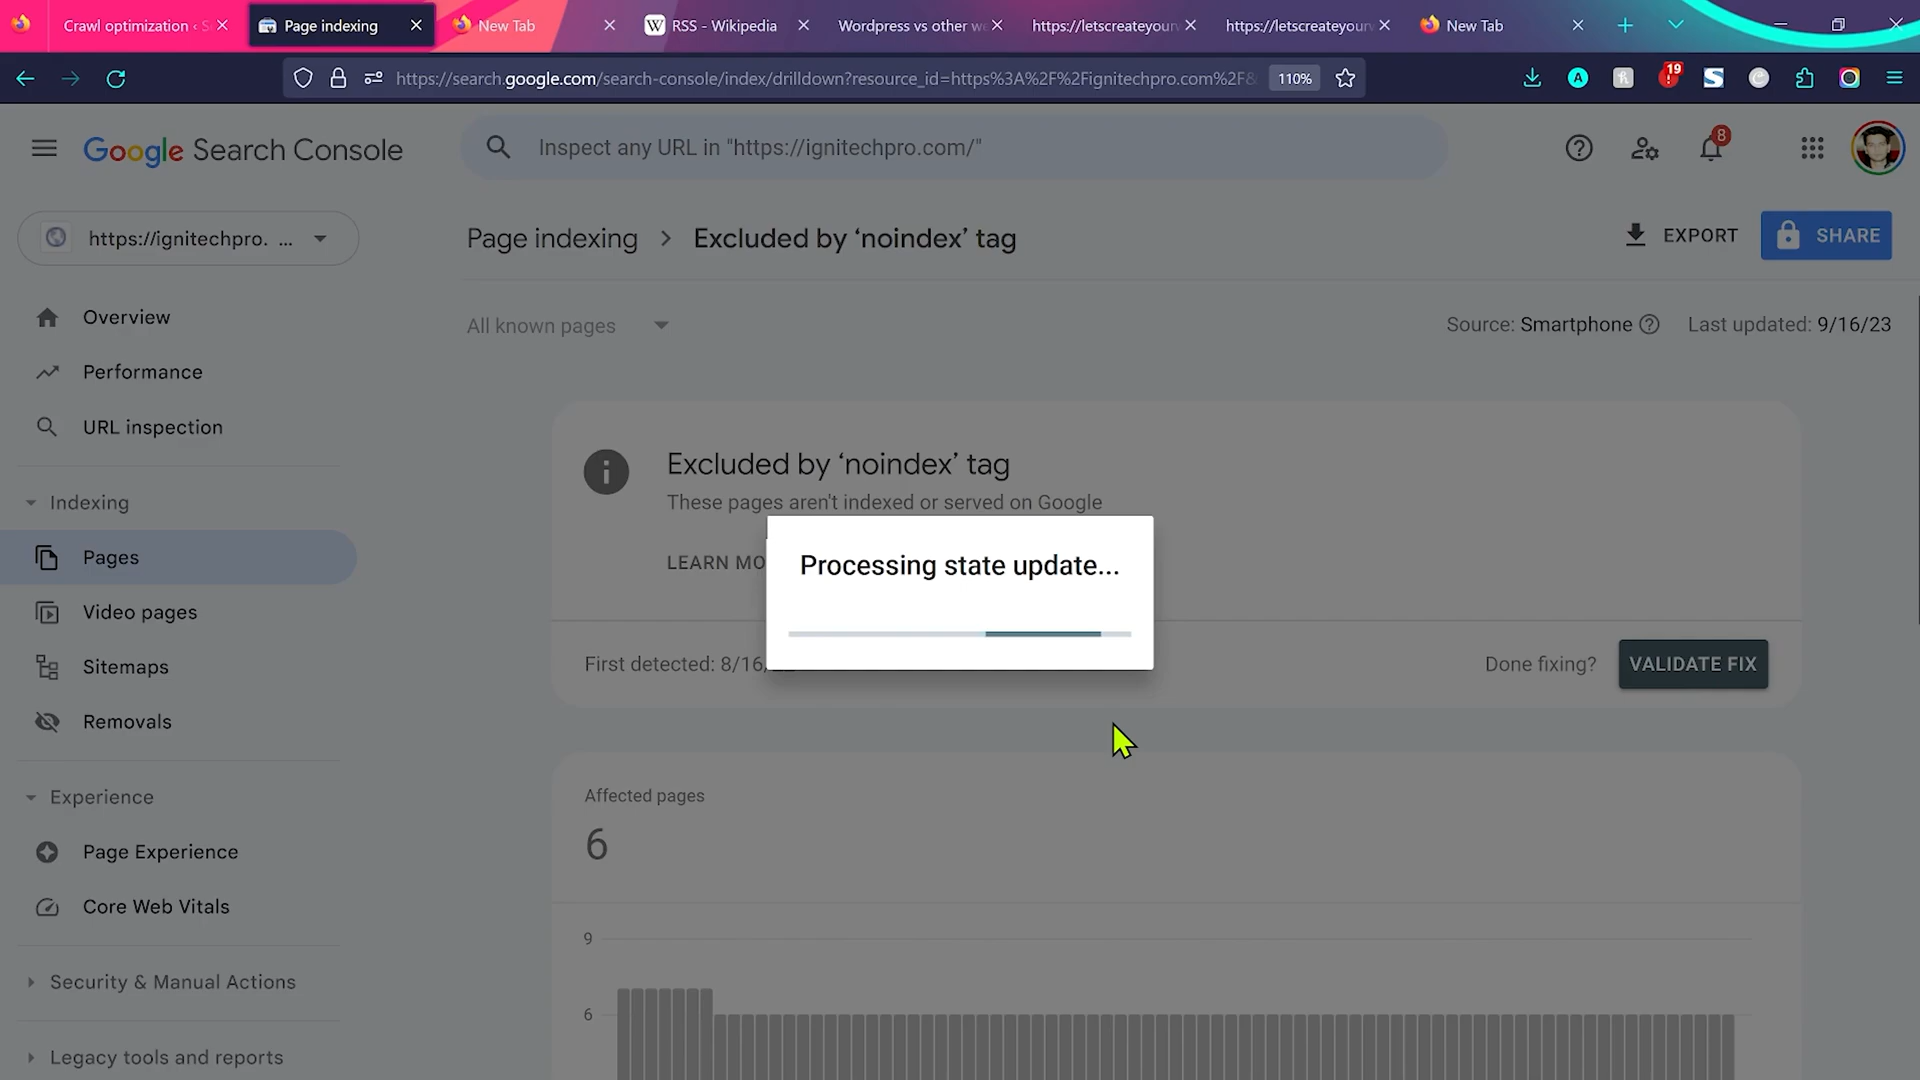 Crawl optimization ‹ S
Page indexing
New Tab
RSS - Wikipedia
Wordpress vs other we
https://letscreateyourw
https://letscreateyourw
New Tab
https://search.google.com/search-console/index/drilldown?resource_id=https%3A%2F%2Fignitechpro.com%2F&
110%
19
Google Search Console
Inspect any URL in "https://ignitechpro.com/"
8
https://ignitechpro. ...
Page indexing > Excluded by ‘noindex’ tag
EXPORT
SHARE
Overview
Performance
URL inspection
Indexing
Pages
Video pages
Sitemaps
Removals
Experience
Page Experience
Core Web Vitals
Security & Manual Actions
Legacy tools and reports
All known pages
Source: Smartphone
Last updated: 9/16/23
Excluded by ‘noindex’ tag
These pages aren't indexed or served on Google
LEARN MO
Processing state update...
First detected: 8/16/
Done fixing?
VALIDATE FIX
Affected pages
6
9
6